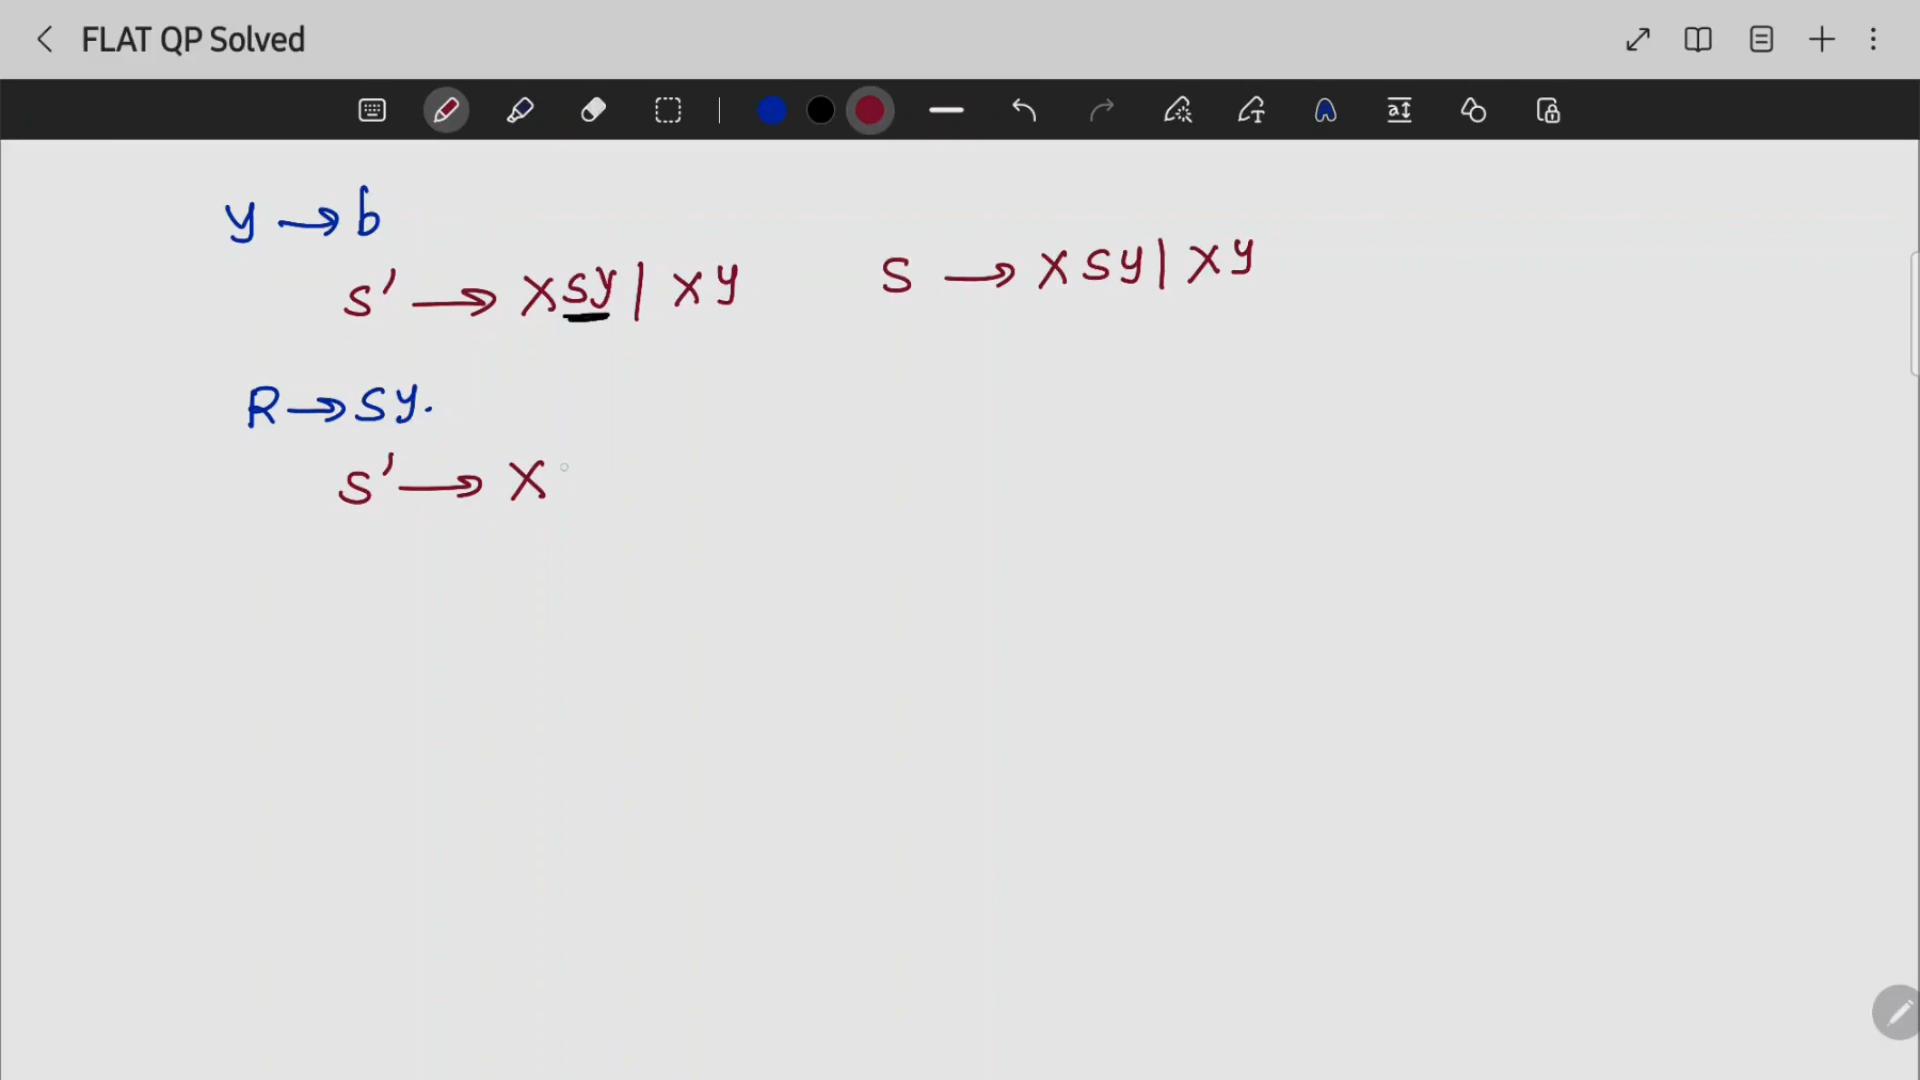 FLAT QP Solved
y → b
S' → XSY | XY
S → XSY | XY
R → SY.
S' → X